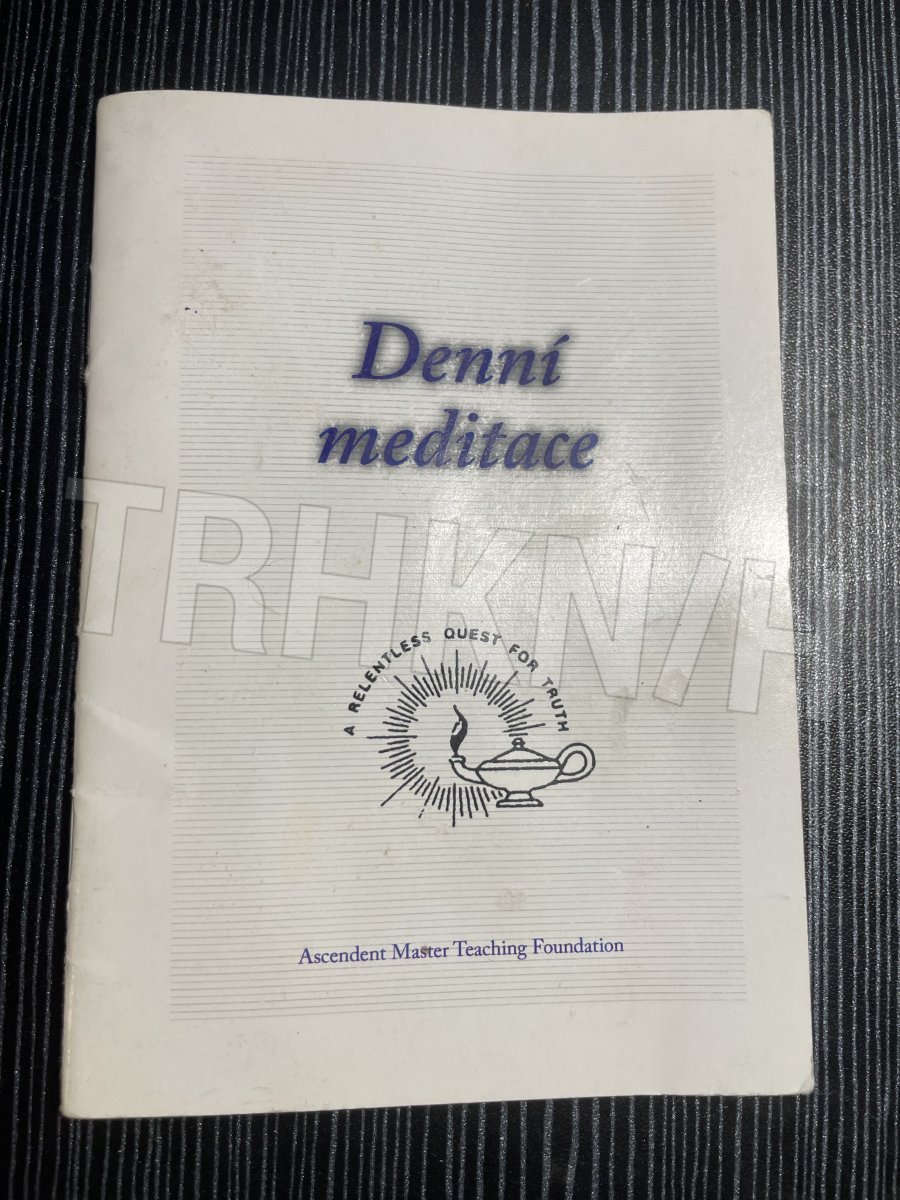 Denní
meditace
TRHKNIH
A RELENTLESS QUEST FOR TRUTH
Ascendent Master Teaching Foundation